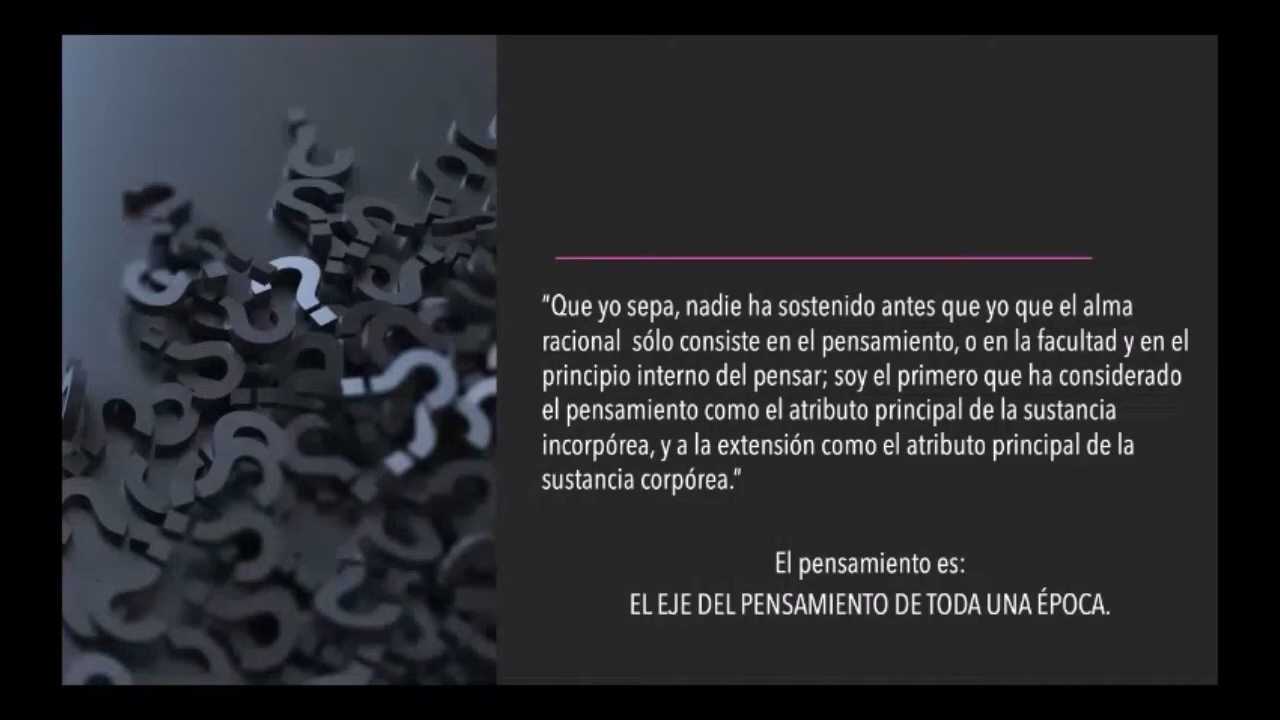 "Que yo sepa, nadie ha sostenido antes que yo que el alma
racional sólo consiste en el pensamiento, o en la facultad y en el
principio interno del pensar; soy el primero que ha considerado
el pensamiento como el atributo principal de la sustancia
incorpórea, y a la extensión como el atributo principal de la
sustancia corpórea."
El pensamiento es:
EL EJE DEL PENSAMIENTO DE TODA UNA ÉPOCA.